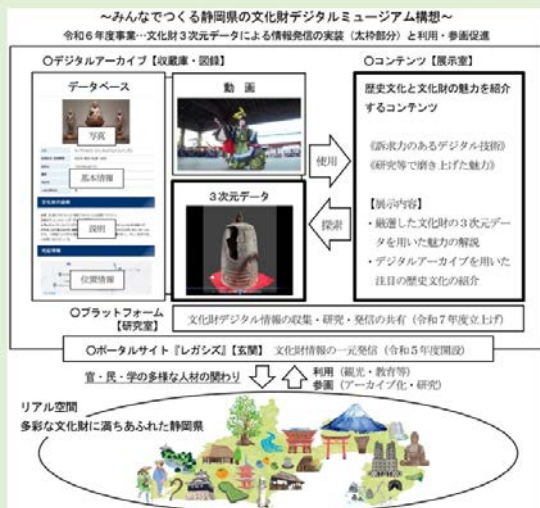 ～みんなでつくる静岡県の文化財デジタルミュージアム構想～
令和6年度事業…文化財3次元データによる情報発信の実装（太枠部分）と利用・参画促進
○デジタルアーカイブ【収蔵庫・図録】
○コンテンツ【展示室】
データベース
写真
基本情報
説明
位置情報
動 画
3次元データ
使用
探索
歴史文化と文化財の魅力を紹介
するコンテンツ
《訴求力のあるデジタル技術》
《研究等で磨き上げた魅力》
【展示内容】
・厳選した文化財の3次元デー
タを用いた魅力の解説
・デジタルアーカイブを用いた
注目の歴史文化の紹介
○プラットフォーム
【研究室】
文化財デジタル情報の収集・研究・発信の共有（令和7年度立上げ）
○ポータルサイト『レガシズ』【玄関】 文化財情報の一元発信（令和5年度開設）
官・民・学の多様な人材の関わり
利用（観光・教育等）
参画（アーカイブ化・研究）
リアル空間
多彩な文化財に満ちあふれた静岡県